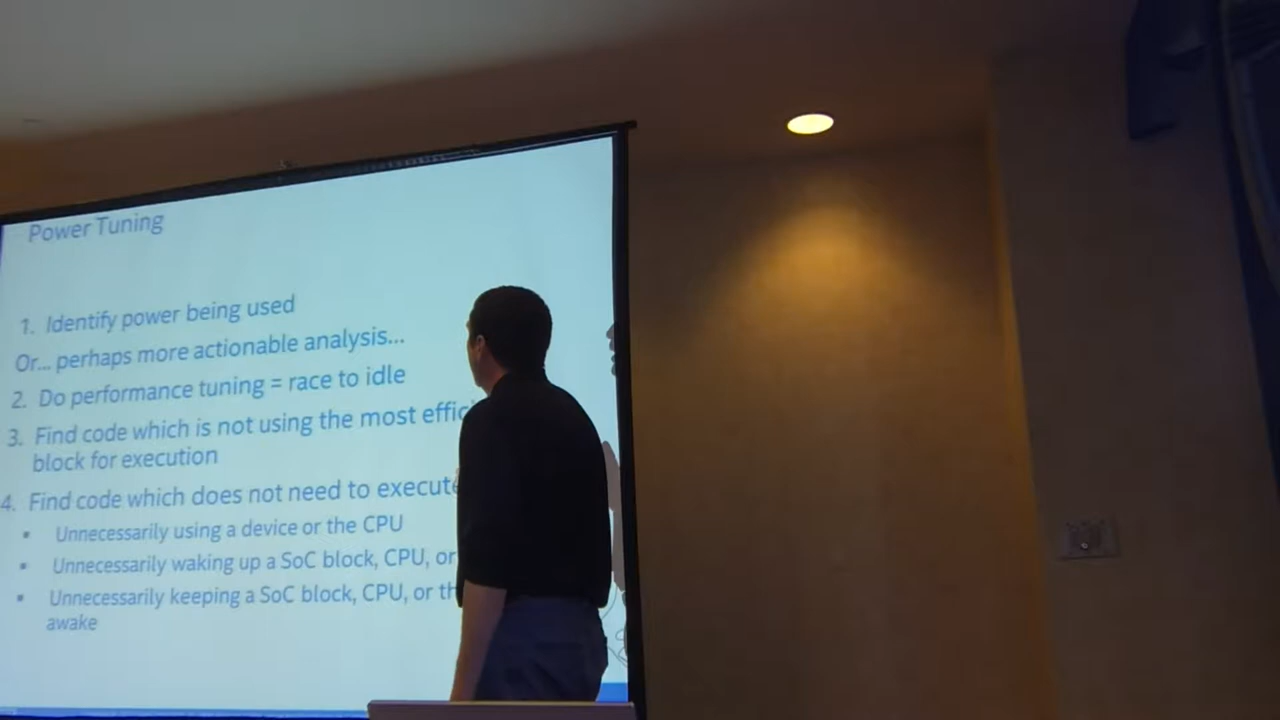 Power Tuning
1. Identify power being used
Or... perhaps more actionable analysis...
2. Do performance tuning = race to idle
3. Find code which is not using the most
block for execution
4. Find code which does not need to execute
▪ Unnecessarily using a device or the CPU
▪ Unnecessarily waking up a SoC block, CPU, or
▪ Unnecessarily keeping a SoC block, CPU, or
awake